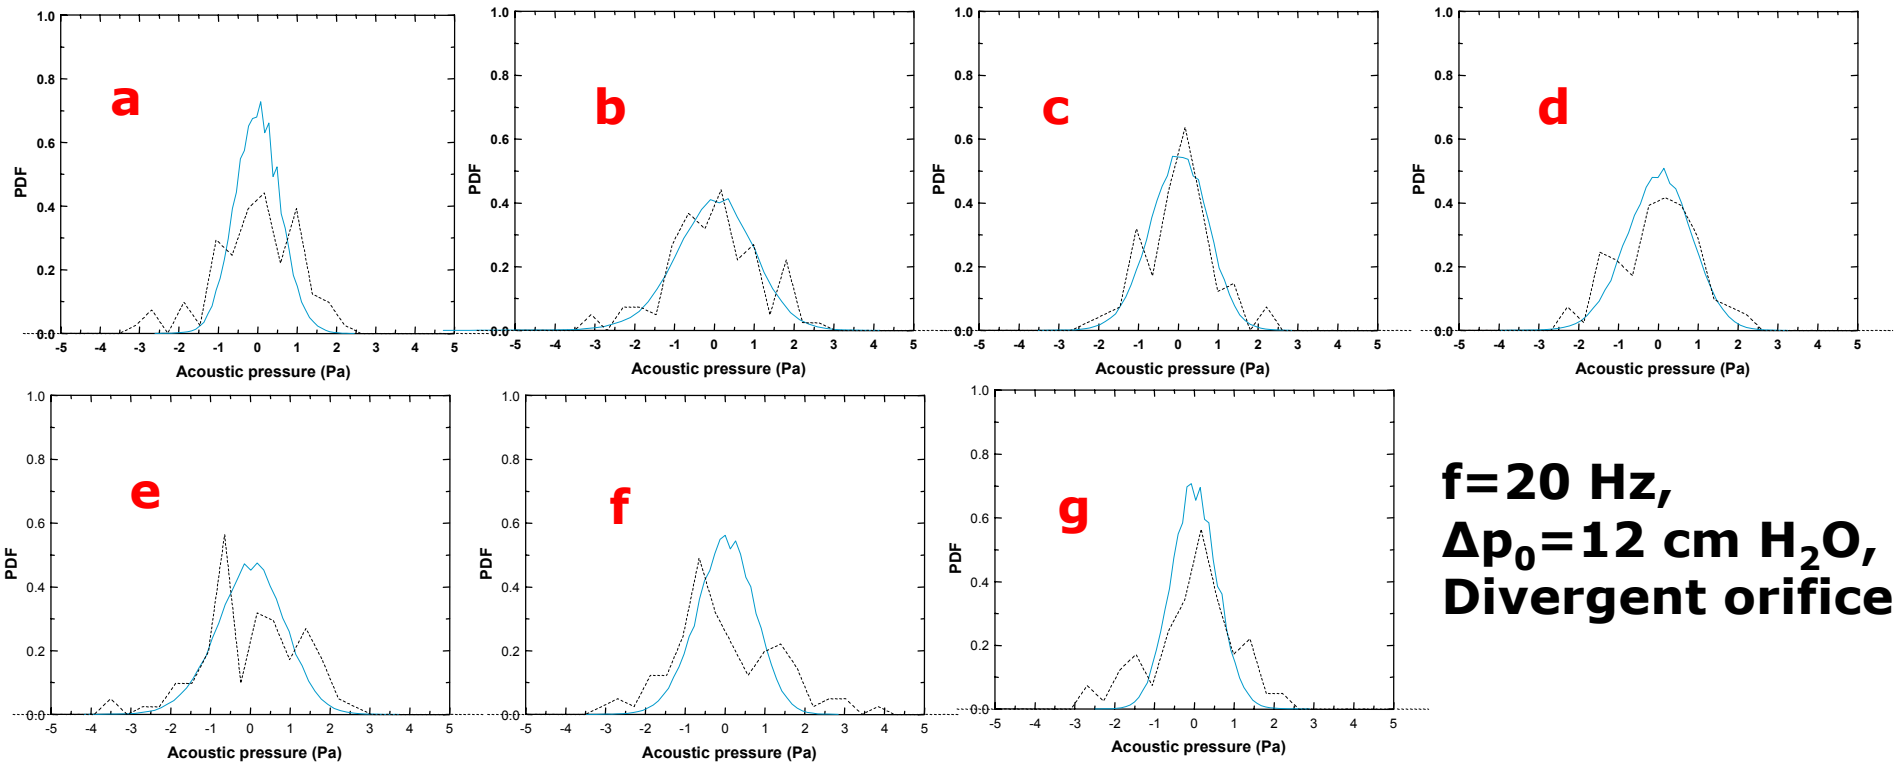 a
PDF
1.0
0.8
0.6
0.4
0.2
0.0
-5 -4 -3 -2 -1 0 1 2 3 4 5
Acoustic pressure (Pa)
b
PDF
1.0
0.8
0.6
0.4
0.2
0.0
-5 -4 -3 -2 -1 0 1 2 3 4 5
Acoustic pressure (Pa)
c
PDF
1.0
0.8
0.6
0.4
0.2
0.0
-5 -4 -3 -2 -1 0 1 2 3 4 5
Acoustic pressure (Pa)
d
PDF
1.0
0.8
0.6
0.4
0.2
0.0
-5 -4 -3 -2 -1 0 1 2 3 4 5
Acoustic pressure (Pa)
e
PDF
1.0
0.8
0.6
0.4
0.2
0.0
-5 -4 -3 -2 -1 0 1 2 3 4 5
Acoustic pressure (Pa)
f
PDF
1.0
0.8
0.6
0.4
0.2
0.0
-5 -4 -3 -2 -1 0 1 2 3 4 5
Acoustic pressure (Pa)
g
PDF
1.0
0.8
0.6
0.4
0.2
0.0
-5 -4 -3 -2 -1 0 1 2 3 4 5
Acoustic pressure (Pa)
f=20 Hz,
Δp₀=12 cm H₂O,
Divergent orifice